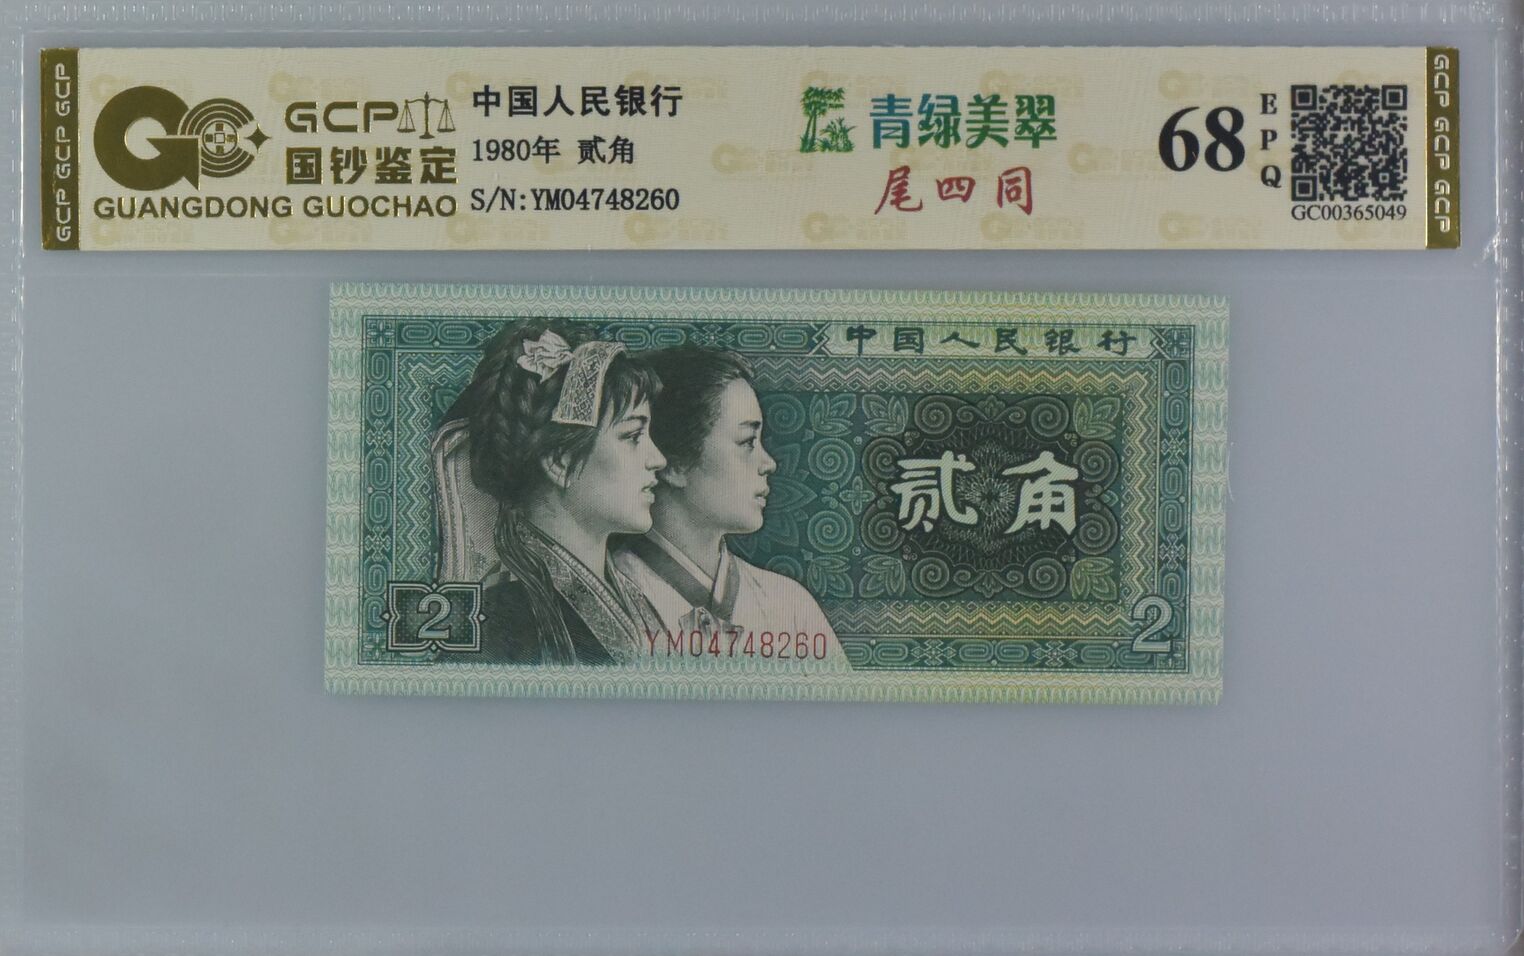 GCP GCP GCP
GCP
国钞鉴定
GUANGDONG GUOCHAO
中国人民银行
1980年 贰角
S/N:YM04748260
青绿美翠
尾四同
68
EPQ
GC00365049
GCP GCP GCP
中国人民银行
贰角
2
2
YM04748260